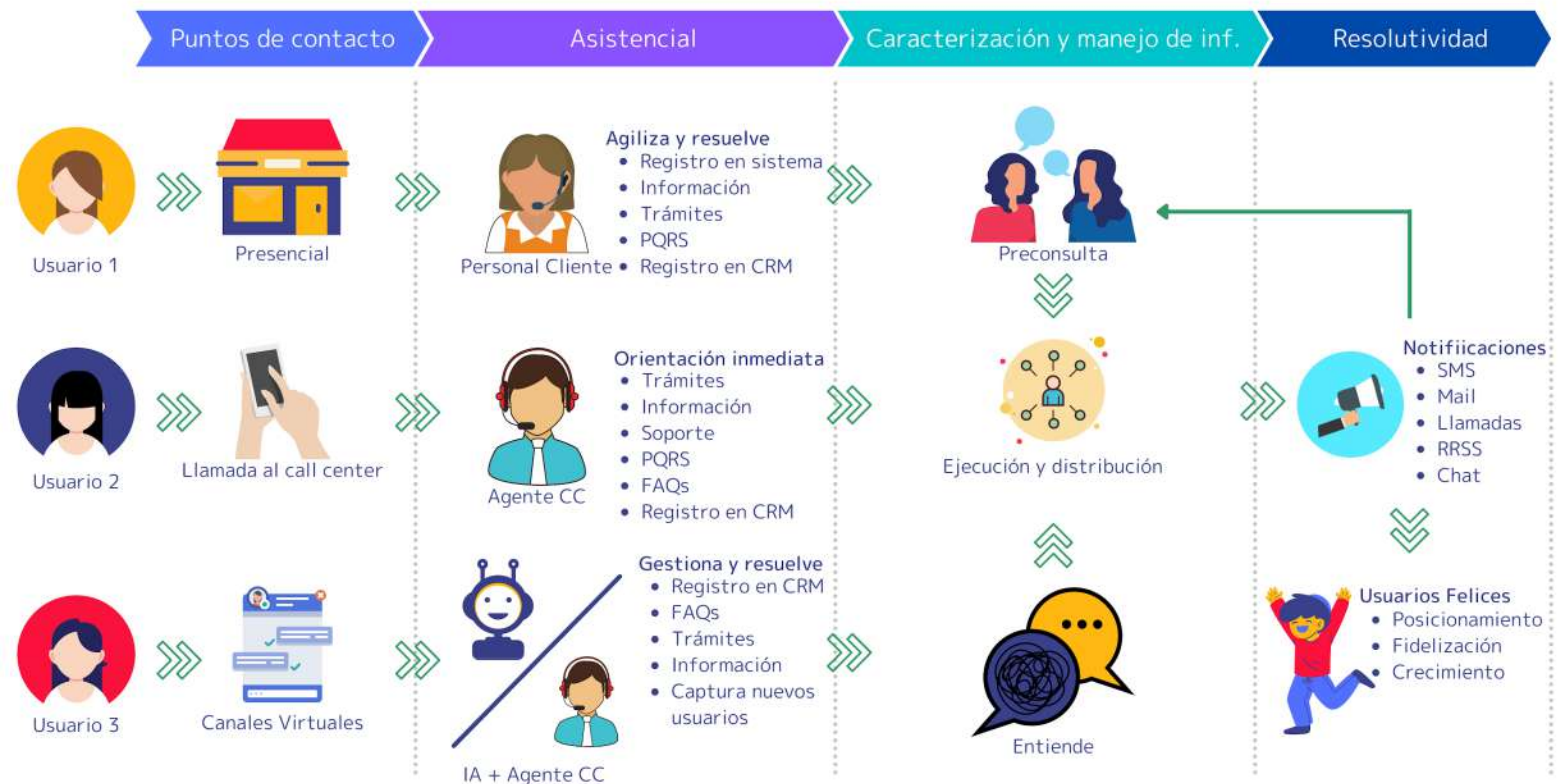 Puntos de contacto
Asistencial
Caracterización y manejo de inf.
Resolutividad
Usuario 1
Presencial
Personal Cliente
Agiliza y resuelve
• Registro en sistema
• Información
• Trámites
• PQRS
• Registro en CRM
Preconsulta
Usuario 2
Llamada al call center
Agente CC
Orientación inmediata
• Trámites
• Información
• Soporte
• PQRS
• FAQs
• Registro en CRM
Ejecución y distribución
Notifiicaciones
• SMS
• Mail
• Llamadas
• RRSS
• Chat
Usuario 3
Canales Virtuales
IA + Agente CC
Gestiona y resuelve
• Registro en CRM
• FAQs
• Trámites
• Información
• Captura nuevos
usuarios
Entiende
Usuarios Felices
• Posicionamiento
• Fidelización
• Crecimiento